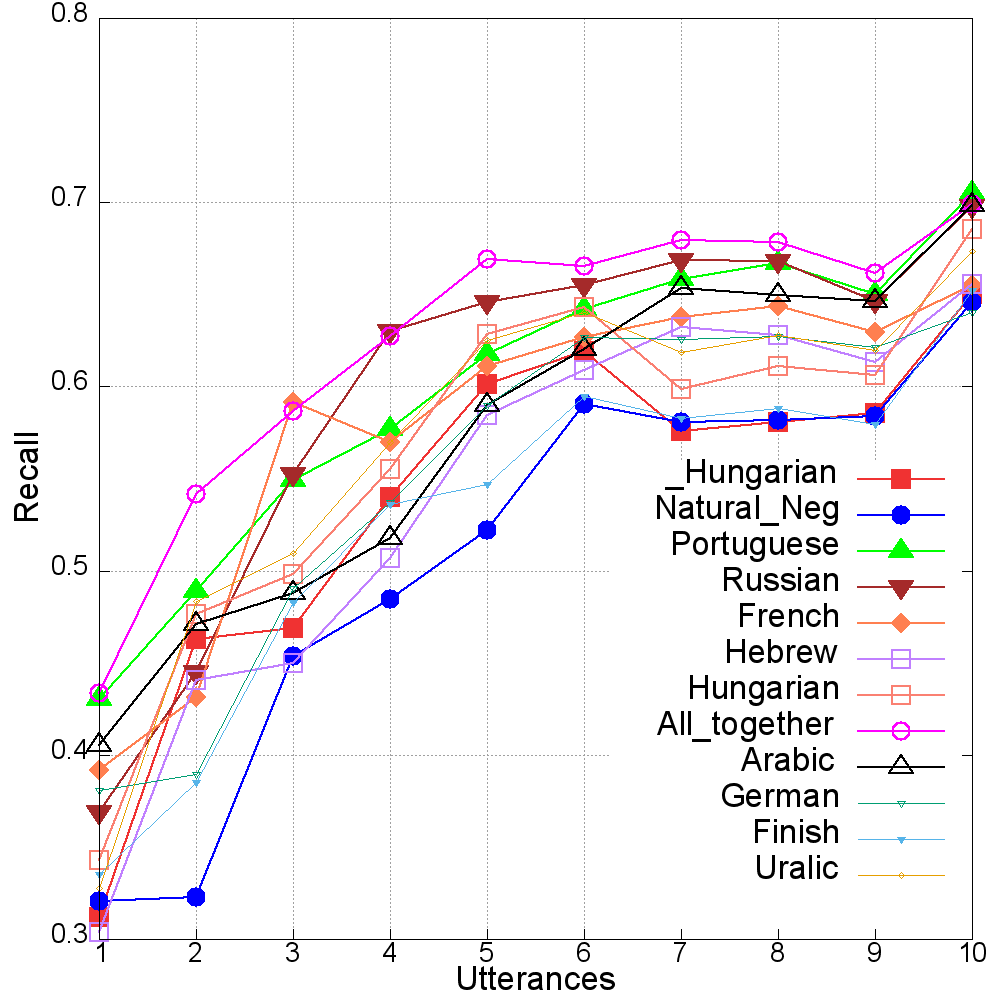 0.8
0.7
0.6
0.5
0.4
0.3
Recall
_Hungarian
Natural_Neg
Portuguese
Russian
French
Hebrew
Hungarian
All_together
Arabic
German
Finish
Uralic
1 2 3 4 5 6 7 8 9 10
Utterances